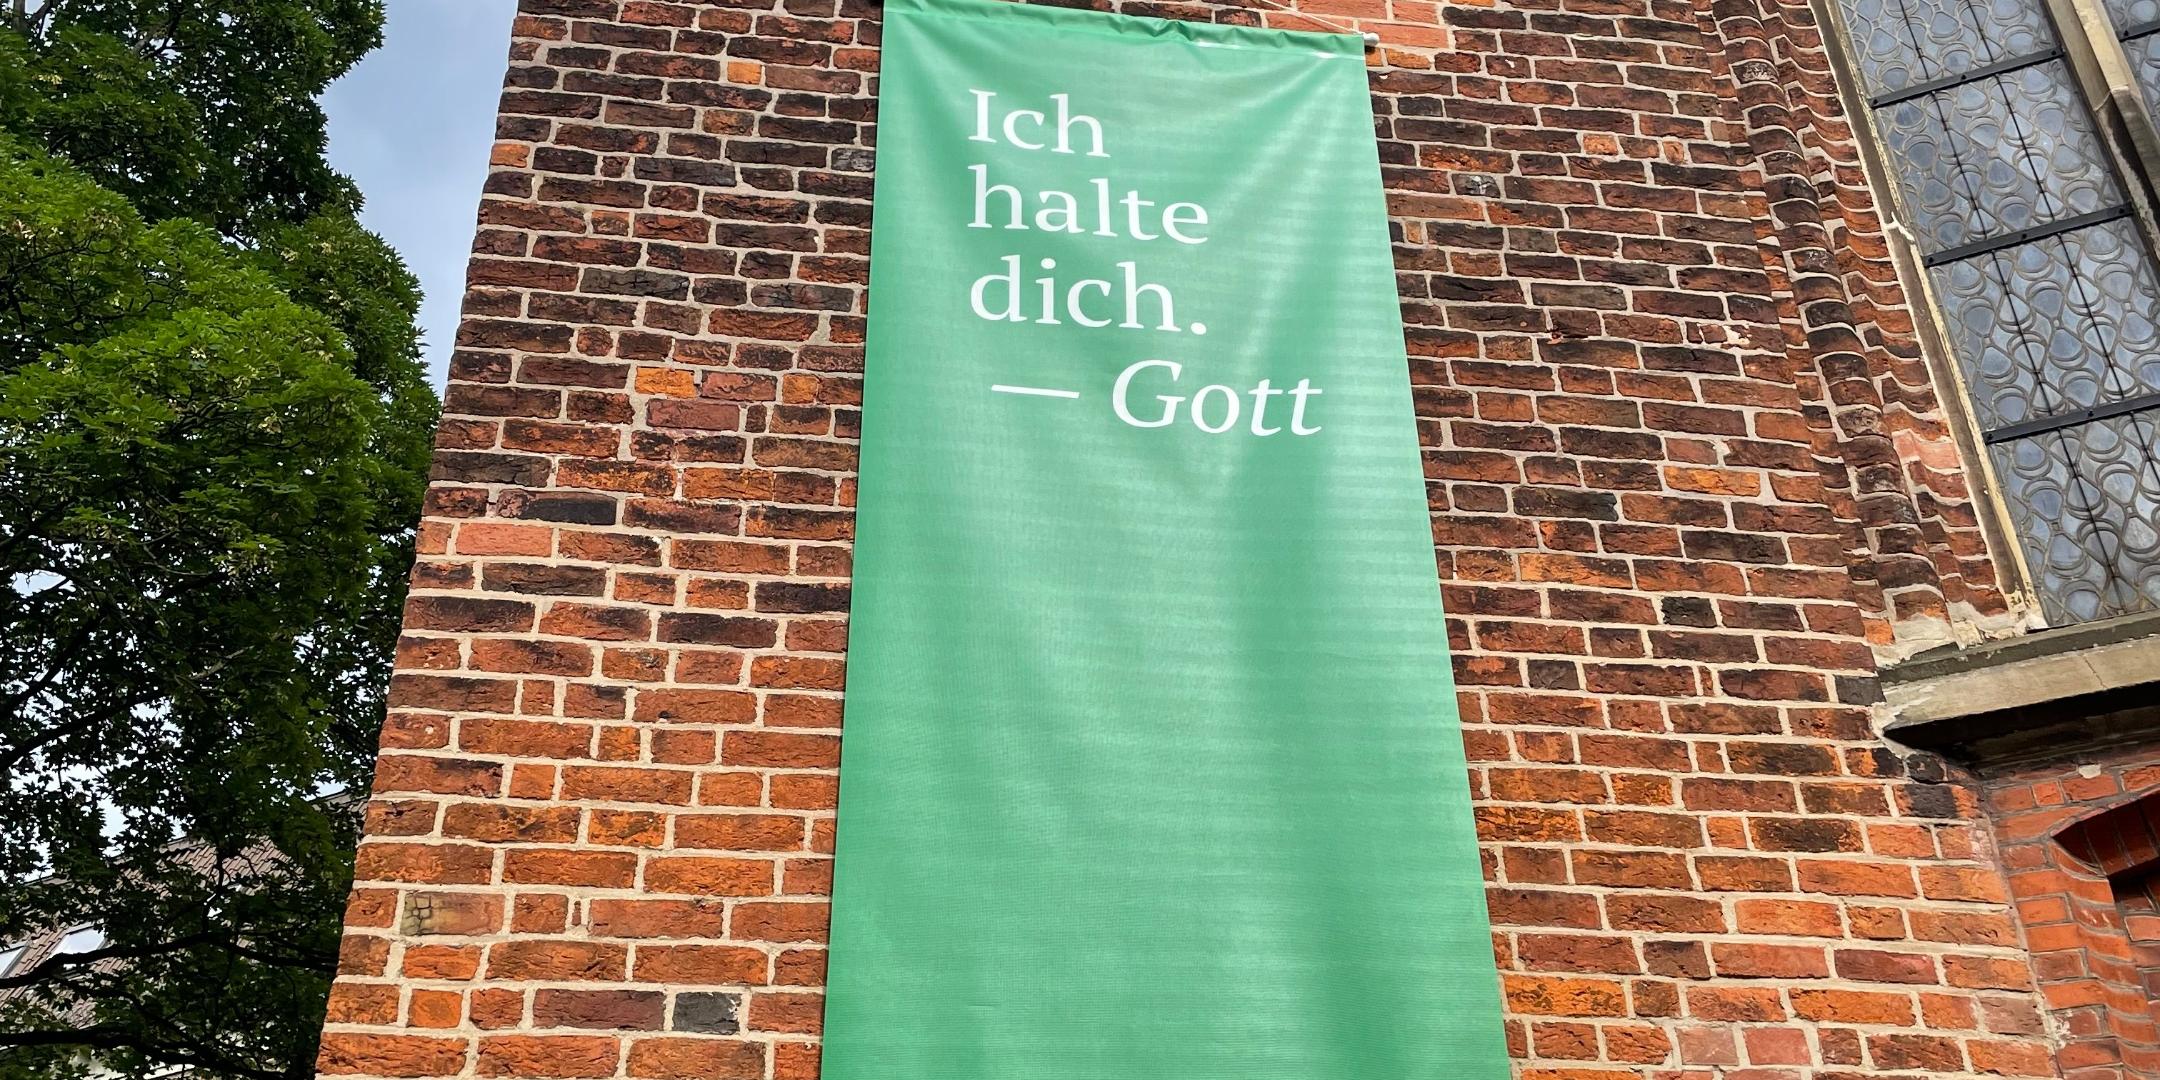 Ich
halte
dich.
— Gott